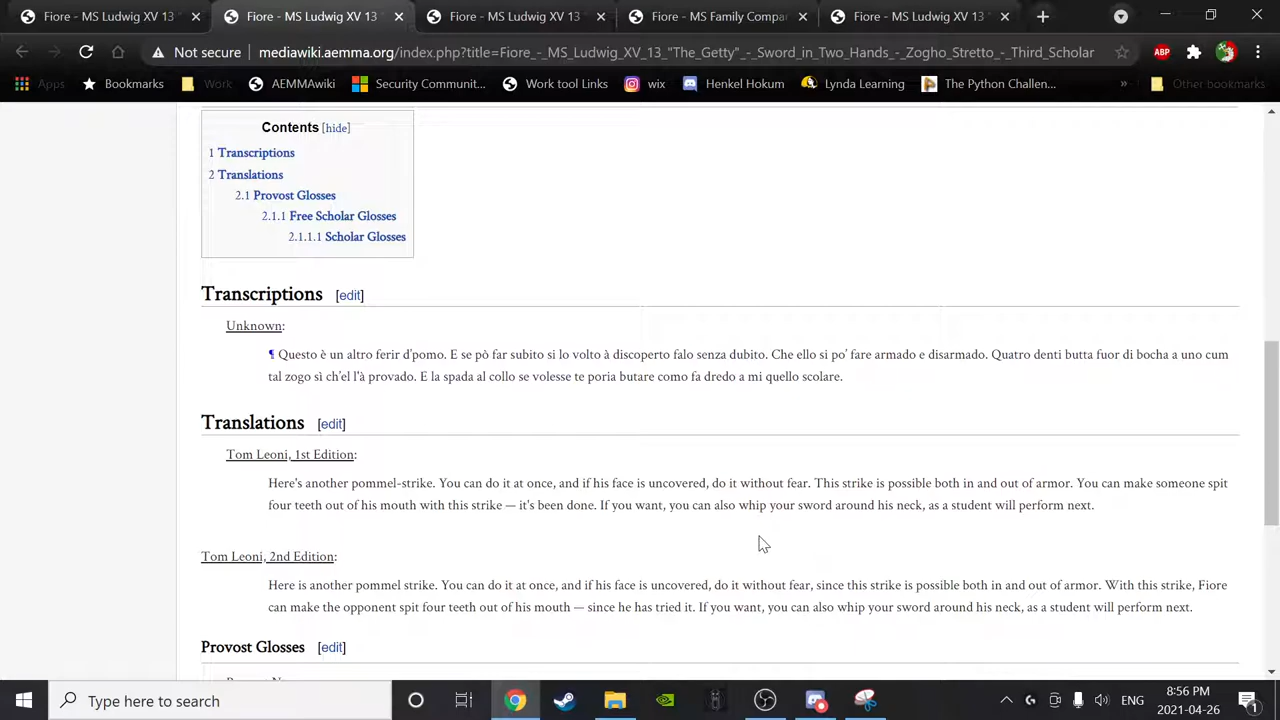 Fiore - MS Ludwig XV 13 Fiore - MS Ludwig XV 13 Fiore - MS Ludwig XV 13 Fiore - MS Family Compa Fiore - MS Ludwig XV 13
Not secure mediawiki.aemma.org/index.php?title=Fiore_-_MS_Ludwig_XV_13_"The_Getty"_-_Sword_in_Two_Hands_-_Zogho_Stretto_-_Third_Scholar ABP
Apps Bookmarks Work AEMMAwiki Security Communit... Work tool Links wix Henkel Hokum Lynda Learning The Python Challen... » Other bookmarks
Contents [hide]
1 Transcriptions
2 Translations
2.1 Provost Glosses
2.1.1 Free Scholar Glosses
2.1.1.1 Scholar Glosses
Transcriptions [edit]
Unknown:
¶ Questo è un altro ferir d'pomo. E se pò far subito si lo volto à discoperto falo senza dubito. Che ello si po' fare armado e disarmado. Quatro denti butta fuor di bocha a uno cum
tal zogo sì ch'el l'à provado. E la spada al collo se volesse te poria butare como fa dredo a mi quello scolare.
Translations [edit]
Tom Leoni, 1st Edition:
Here's another pommel-strike. You can do it at once, and if his face is uncovered, do it without fear. This strike is possible both in and out of armor. You can make someone spit
four teeth out of his mouth with this strike — it's been done. If you want, you can also whip your sword around his neck, as a student will perform next.
Tom Leoni, 2nd Edition:
Here is another pommel strike. You can do it at once, and if his face is uncovered, do it without fear, since this strike is possible both in and out of armor. With this strike, Fiore
can make the opponent spit four teeth out of his mouth — since he has tried it. If you want, you can also whip your sword around his neck, as a student will perform next.
Provost Glosses [edit]
Type here to search ENG 8:56 PM
2021-04-26 1